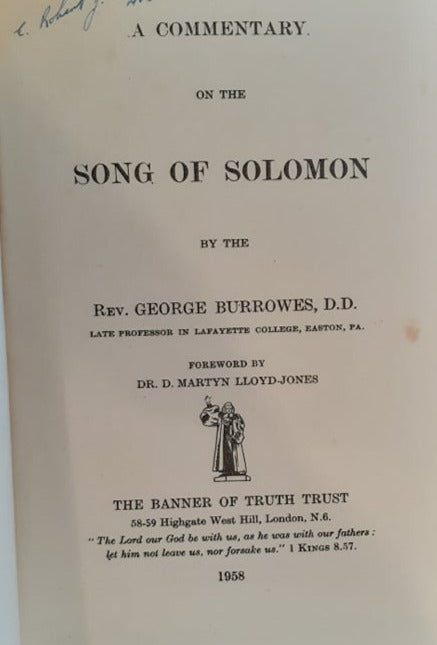 C. Robert J.
A COMMENTARY
ON THE
SONG OF SOLOMON
BY THE
REV. GEORGE BURROWES, D.D.
LATE PROFESSOR IN LAFAYETTE COLLEGE, EASTON, PA.
FOREWORD BY
DR. D. MARTYN LLOYD-JONES
THE BANNER OF TRUTH TRUST
58-59 Highgate West Hill, London, N.6.
"The Lord our God be with us, as he was with our fathers :
let him not leave us, nor forsake us." 1 KINGS 8.57.
1958